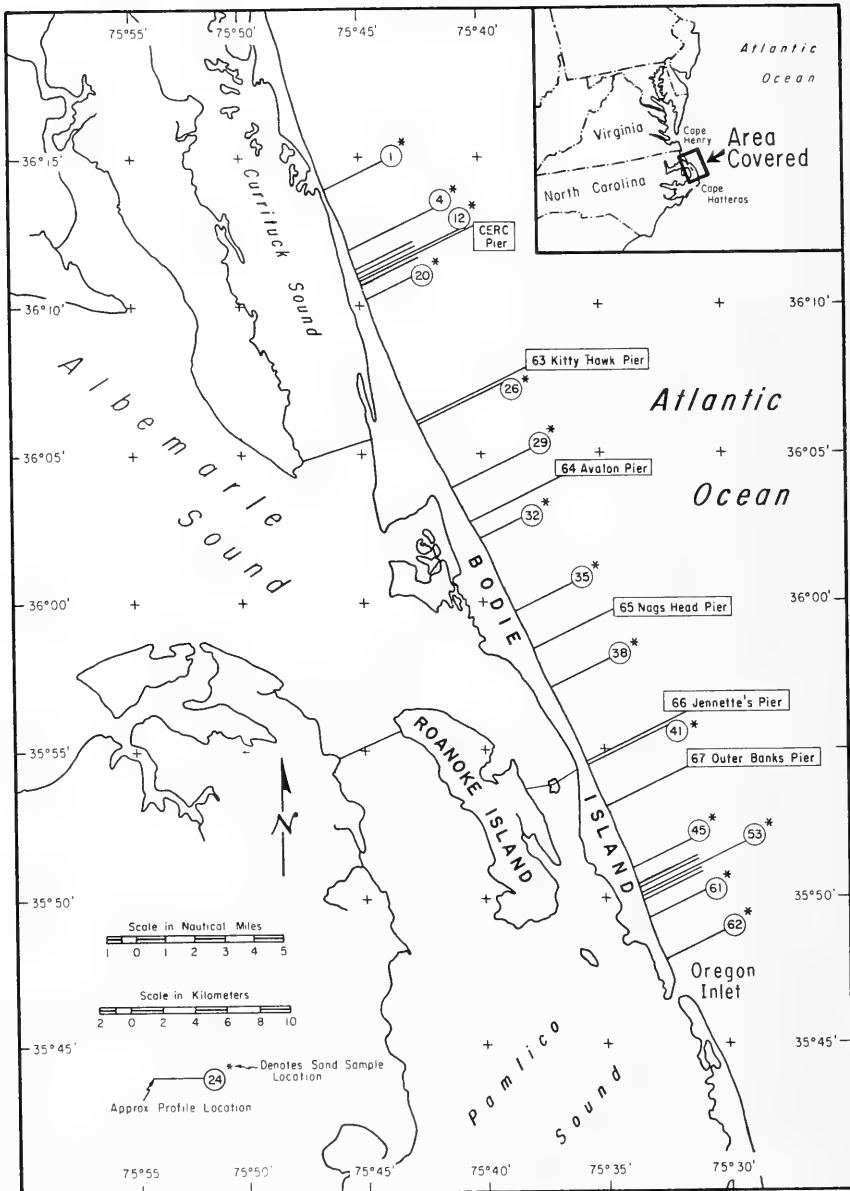 75°55'
75°50'
75°45'
75°40'
Atlantic
Ocean
Virginia
Cape
Henry
Area
Covered
North Carolina
Cape
Hatteras
36°15'
1*
4*
12*
CERC
Pier
20*
Currituck Sound
36°10'
36°10'
Albemarle
Sound
63 Kitty Hawk Pier
26*
Atlantic
Ocean
29*
36°05'
36°05'
64 Avalon Pier
32*
BODIE
35*
36°00'
36°00'
65 Nags Head Pier
38*
66 Jennette's Pier
41*
35°55'
67 Outer Banks Pier
ROANOKE ISLAND
ISLAND
N
45*
53*
61*
35°50'
35°50'
62*
Scale in Nautical Miles
1 0 1 2 3 4 5
Oregon
Inlet
Scale in Kilometers
2 0 2 4 6 8 10
35°45'
35°45'
Pamlico
Sound
24
* Denotes Sand Sample
Location
Approx Profile Location
75°55
75°50'
75°45'
75°40'
75°35'
75°30'